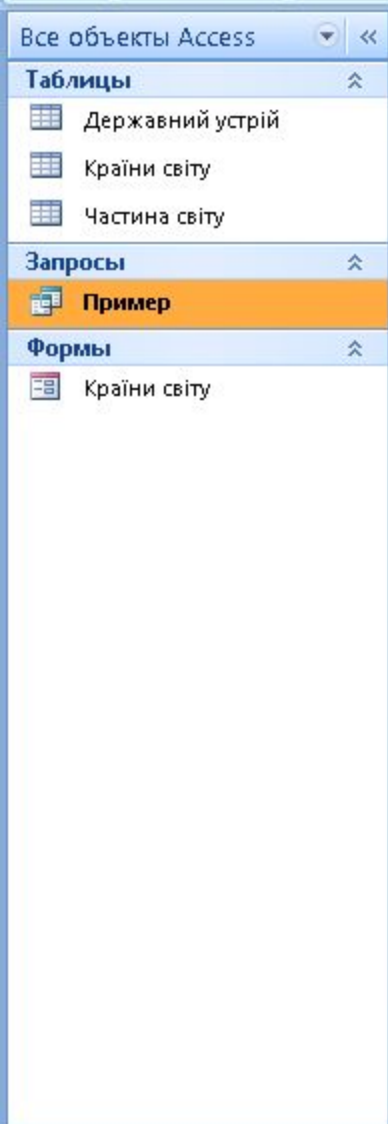 Все объекты Access
Таблицы
Державний устрій
Країни світу
Частина світу
Запросы
Пример
Формы
Країни світу